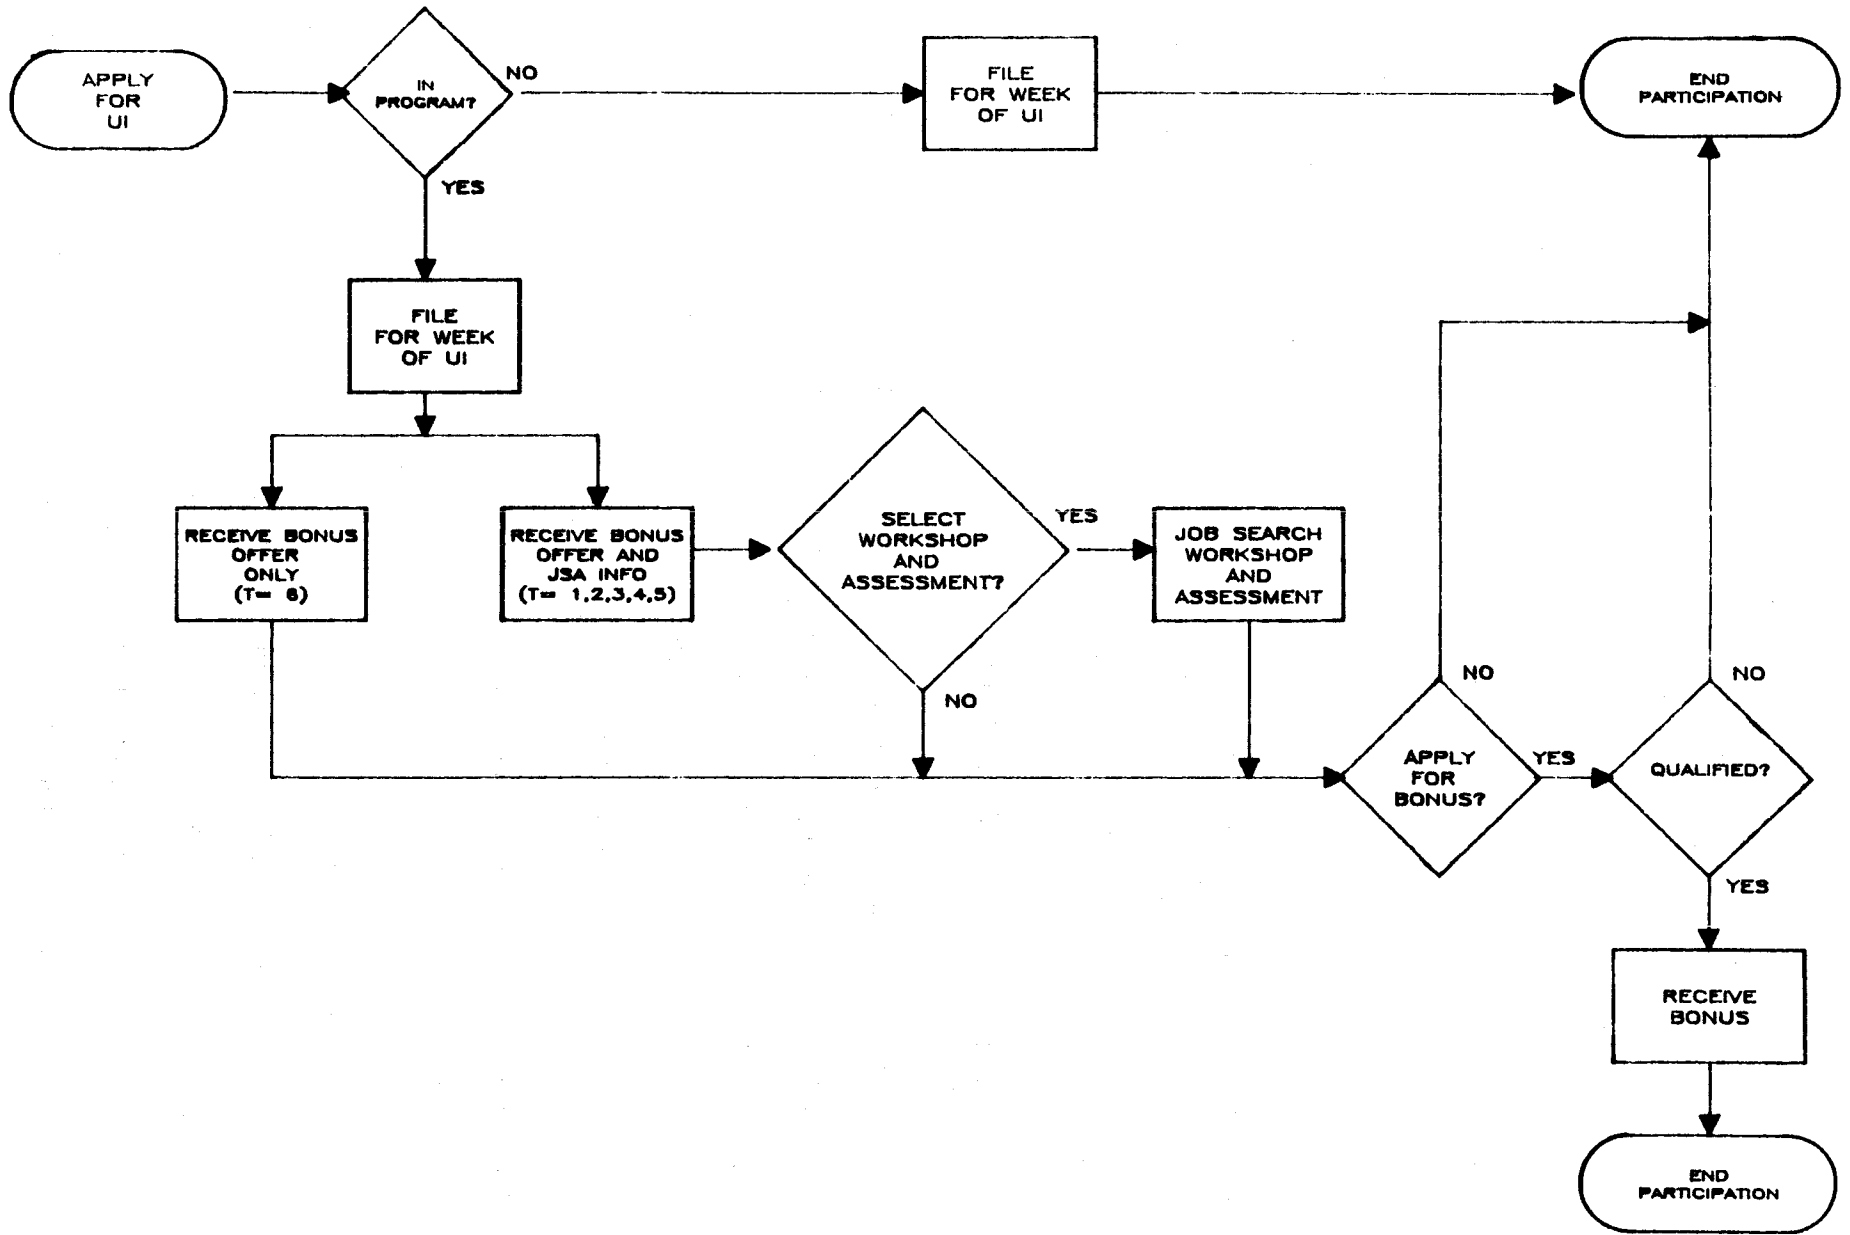 APPLY
FOR
UI
IN
PROGRAM?
NO
FILE
FOR WEEK
OF UI
END
PARTICIPATION
YES
FILE
FOR WEEK
OF UI
RECEIVE BONUS
OFFER
ONLY
(T= 6)
RECEIVE BONUS
OFFER AND
JSA INFO
(T= 1,2,3,4,5)
SELECT
WORKSHOP
AND
ASSESSMENT?
YES
JOB SEARCH
WORKSHOP
AND
ASSESSMENT
NO
APPLY
FOR
BONUS?
NO
YES
QUALIFIED?
NO
YES
RECEIVE
BONUS
END
PARTICIPATION